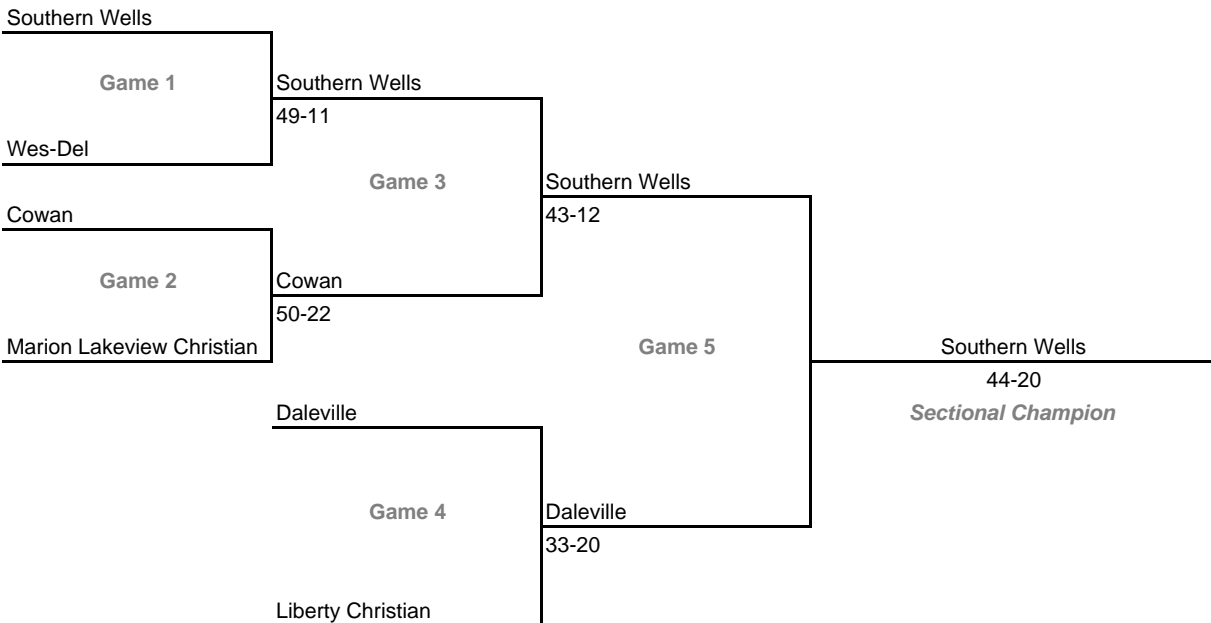 Southern Wells
Game 1
Southern Wells
49-11
Wes-Del
Game 3
Southern Wells
43-12
Cowan
Game 2
Cowan
50-22
Marion Lakeview Christian
Game 5
Southern Wells
44-20
Sectional Champion
Daleville
Game 4
Daleville
33-20
Liberty Christian